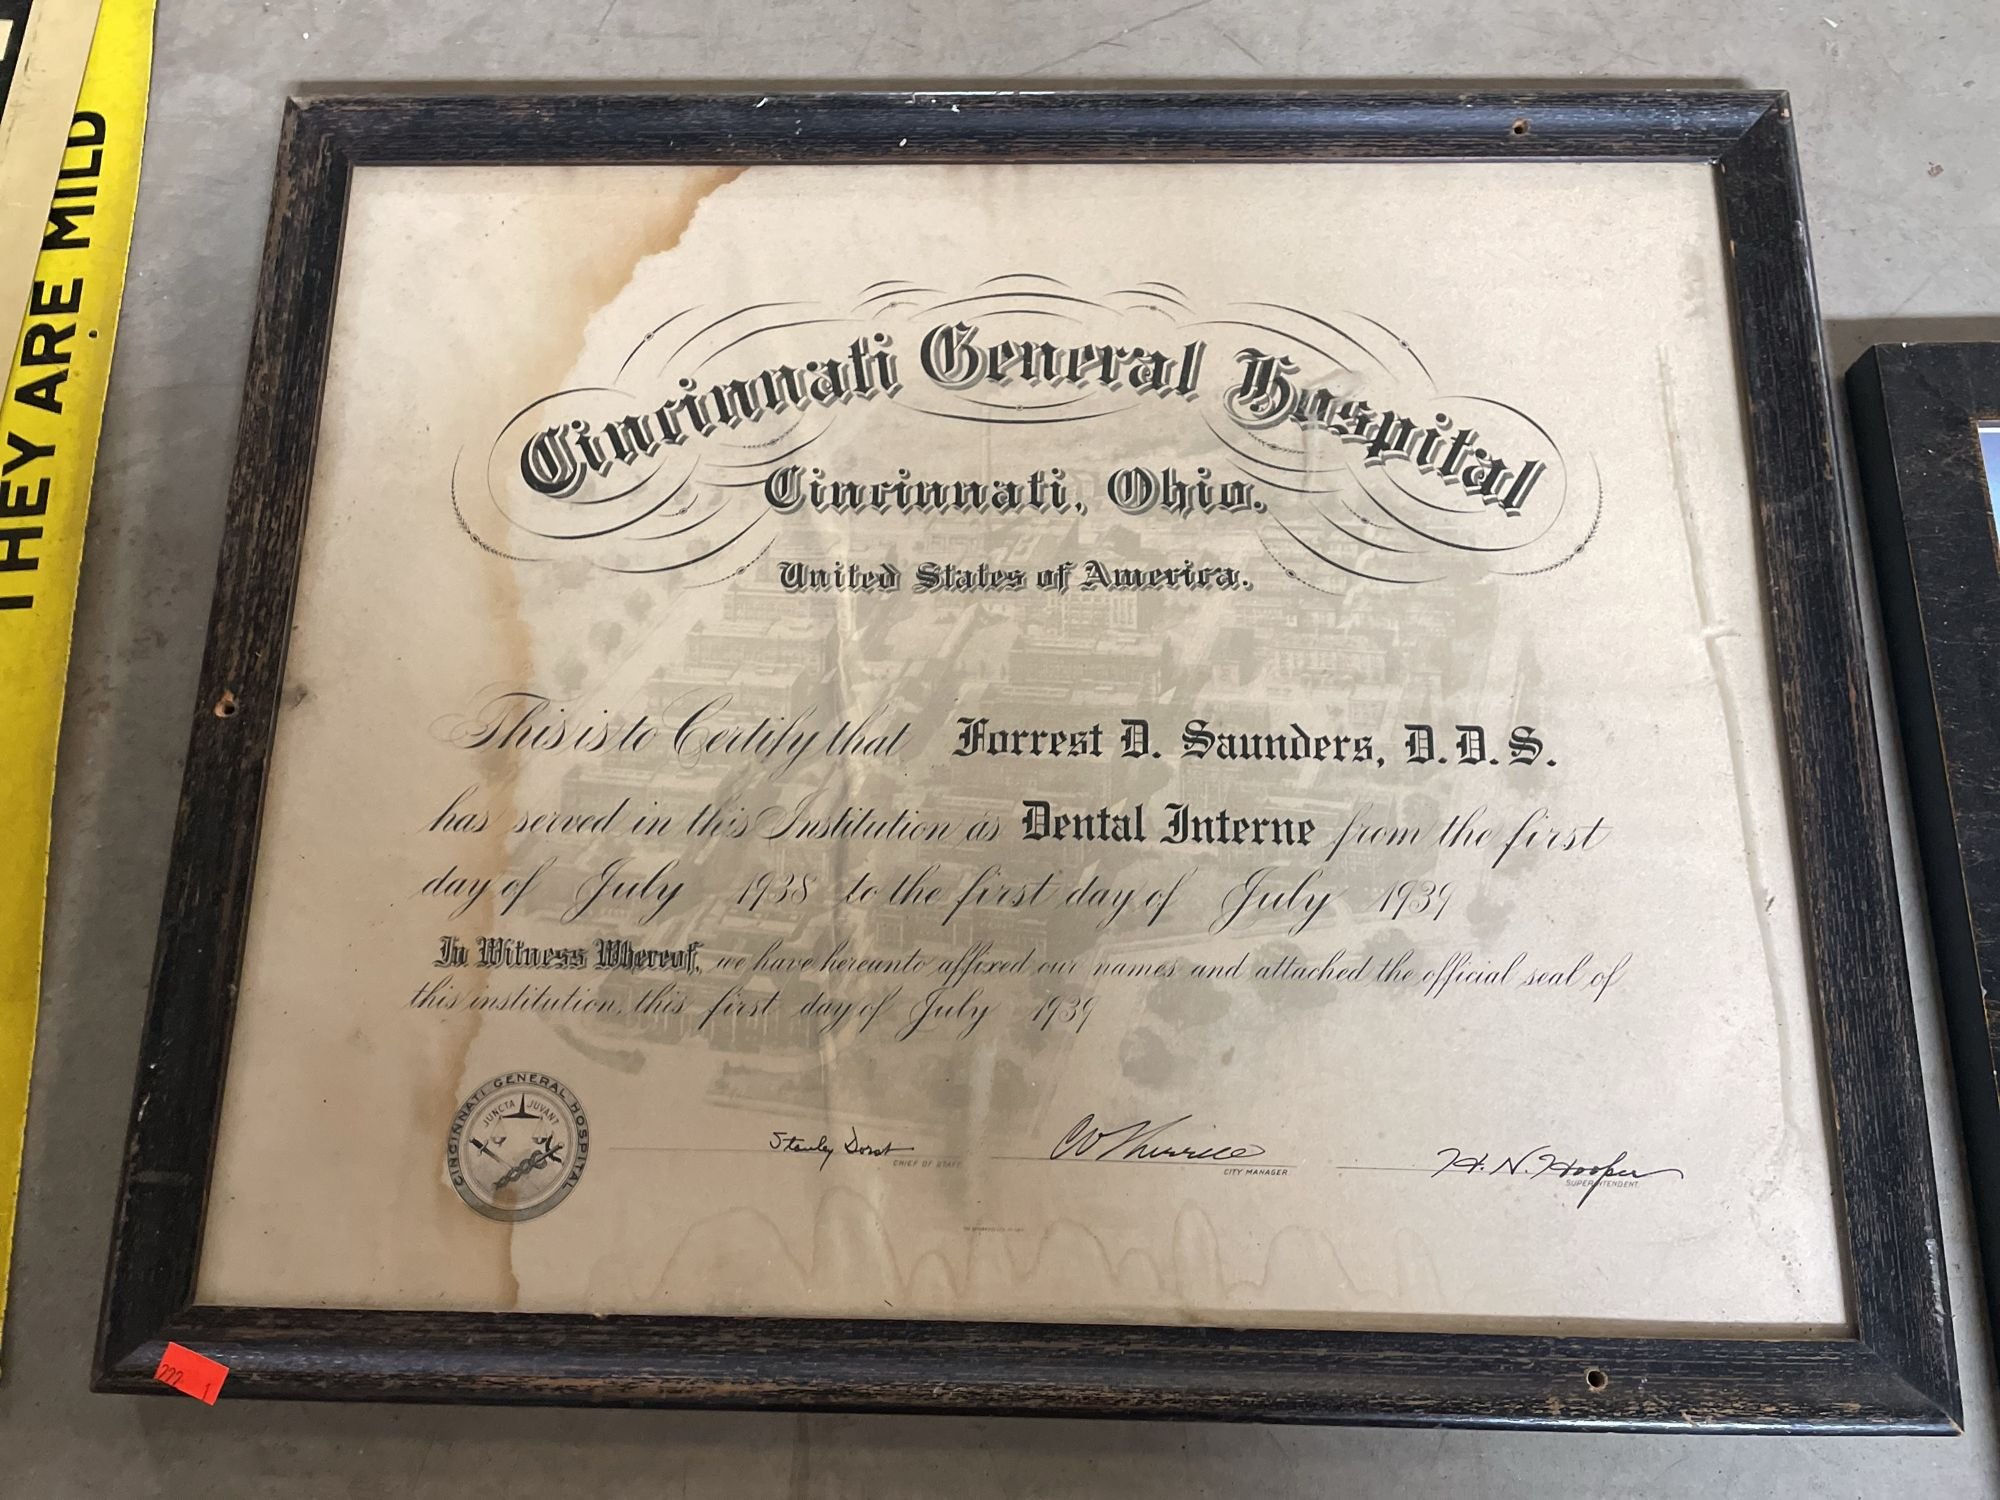 THEY ARE MILD
Cincinnati General Hospital
Cincinnati, Ohio.
United States of America.
This is to Certify that Forrest D. Saunders, D.D.S.
has served in this Institution as Dental Interne from the first
day of July 1938 to the first day of July 1939
In Witness Whereof, we have hereunto affixed our names and attached the official seal of
this institution, this first day of July 1939
CINCINNATI GENERAL HOSPITAL
JUNCTA JUVANT
Stanley Dorst
CHIEF OF STAFF
CITY MANAGER
H. N. Hooper
SUPERINTENDENT
222 1